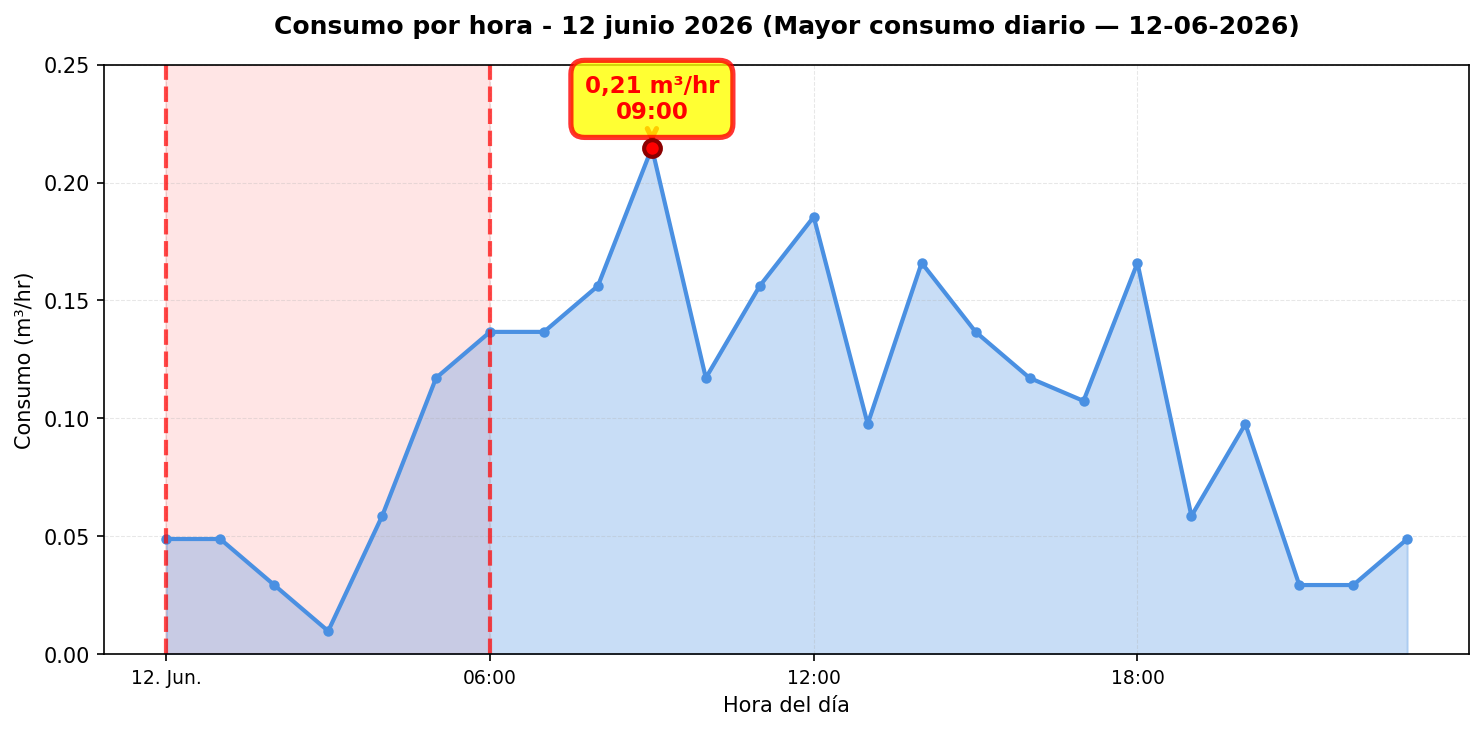 Consumo por hora - 12 junio 2026 (Mayor consumo diario — 12-06-2026)
0,21 m³/hr
09:00
Consumo (m³/hr)
0.25
0.20
0.15
0.10
0.05
0.00
12. Jun.
06:00
12:00
18:00
Hora del día